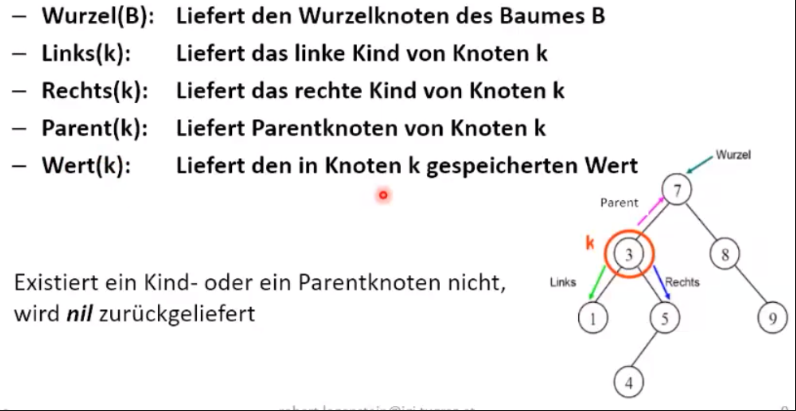 – Wurzel(B): Liefert den Wurzelknoten des Baumes B
– Links(k): Liefert das linke Kind von Knoten k
– Rechts(k): Liefert das rechte Kind von Knoten k
– Parent(k): Liefert Parentknoten von Knoten k
– Wert(k): Liefert den in Knoten k gespeicherten Wert
Existiert ein Kind- oder ein Parentknoten nicht,
wird nil zurückgeliefert
Wurzel
7
Parent
k
3
8
Links
Rechts
1
5
9
4